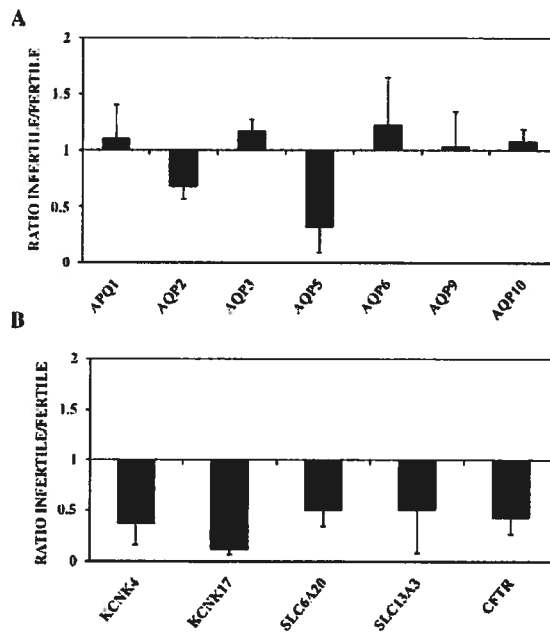 A
RATIO INFERTILE/FERTILE
2
1.5
1
0.5
0
APQ1
AQP2
AQP3
AQP5
AQP6
AQP9
AQP10
B
RATIO INFERTILE/FERTILE
2
1.5
1
0.5
0
KCNK4
KCNK17
SLC6A20
SLC13A3
CFTR